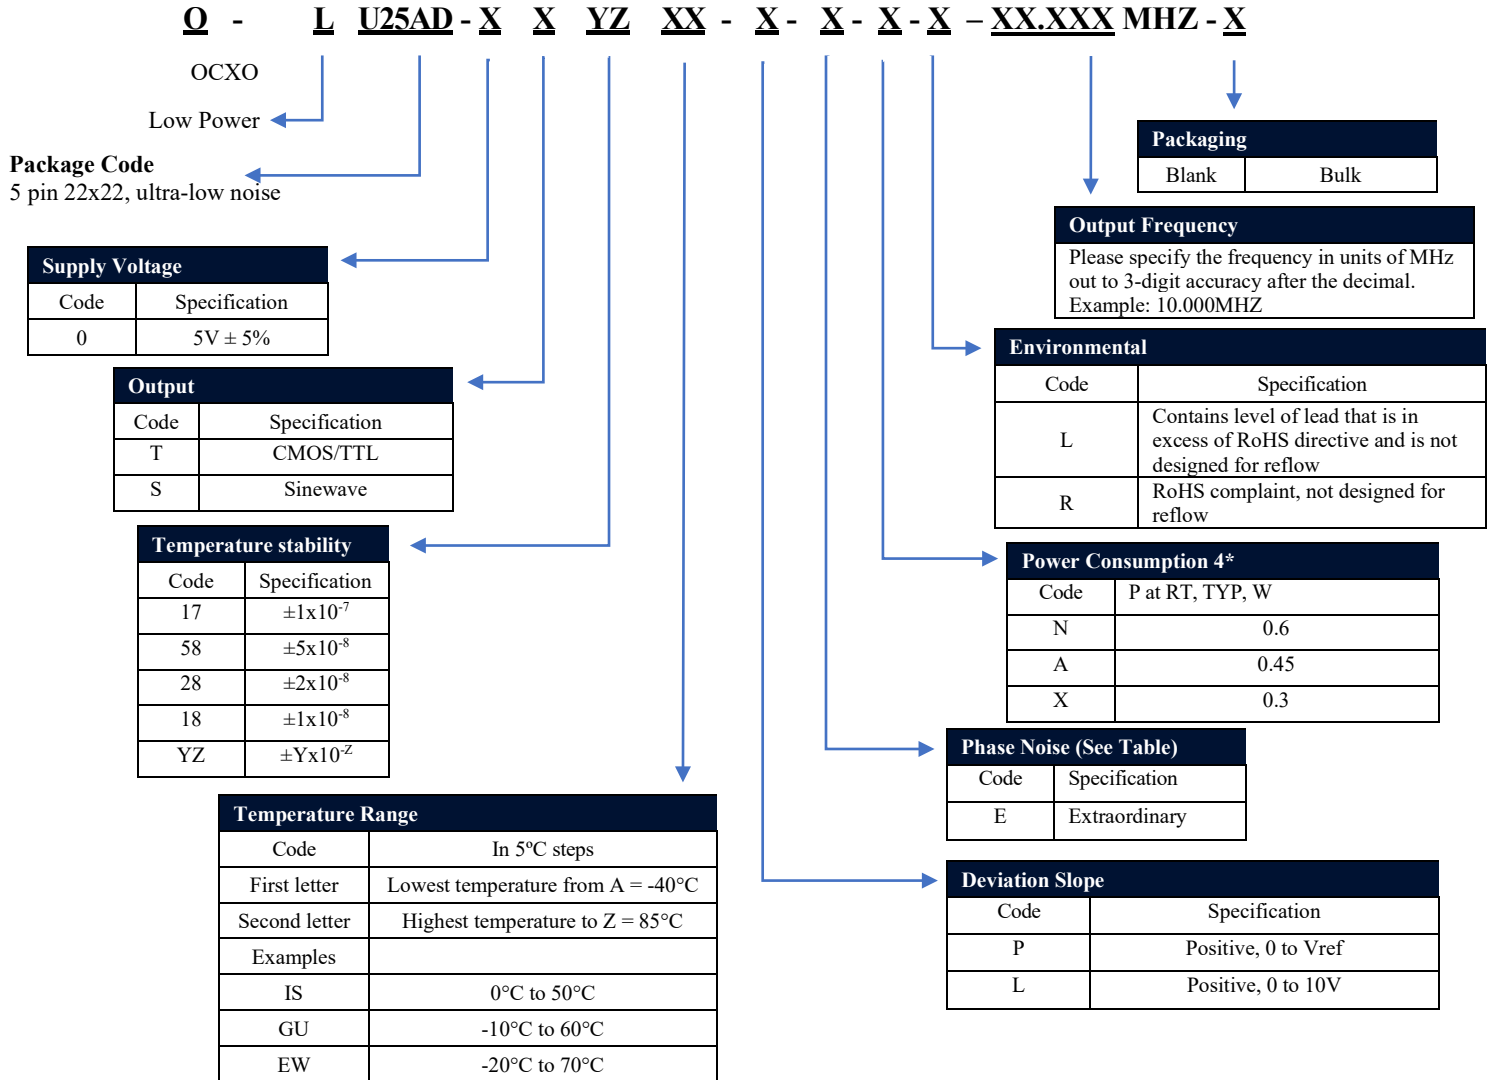 O - L U25AD - X X YZ XX - X - X - X - X – XX.XXX MHZ - X
OCXO
Low Power
Package Code
5 pin 22x22, ultra-low noise
Supply Voltage
Code Specification
0 5V ± 5%
Output
Code Specification
T CMOS/TTL
S Sinewave
Temperature stability
Code Specification
17 ±1x10⁻⁷
58 ±5x10⁻⁸
28 ±2x10⁻⁸
18 ±1x10⁻⁸
YZ ±Yx10⁻ᶻ
Temperature Range
Code In 5ºC steps
First letter Lowest temperature from A = -40°C
Second letter Highest temperature to Z = 85°C
Examples
IS 0°C to 50°C
GU -10°C to 60°C
EW -20°C to 70°C
Packaging
Blank Bulk
Output Frequency
Please specify the frequency in units of MHz
out to 3-digit accuracy after the decimal.
Example: 10.000MHZ
Environmental
Code Specification
L Contains level of lead that is in
excess of RoHS directive and is not
designed for reflow
R RoHS complaint, not designed for
reflow
Power Consumption 4*
Code P at RT, TYP, W
N 0.6
A 0.45
X 0.3
Phase Noise (See Table)
Code Specification
E Extraordinary
Deviation Slope
Code Specification
P Positive, 0 to Vref
L Positive, 0 to 10V